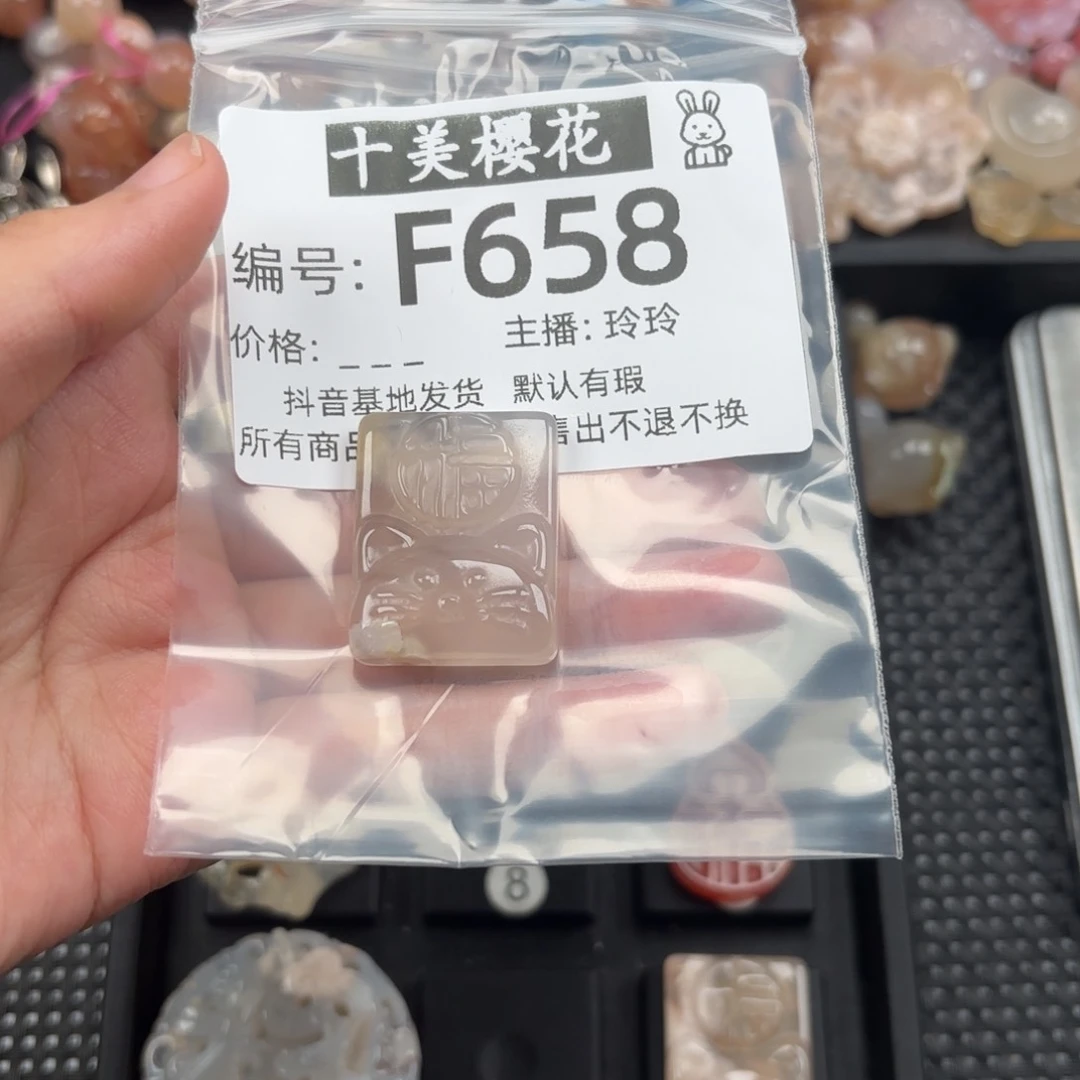 十美樱花
编号: F658
价格: _ _ _ 主播: 玲玲
抖音基地发货 默认有瑕
所有商品 售出不退不换
福
8